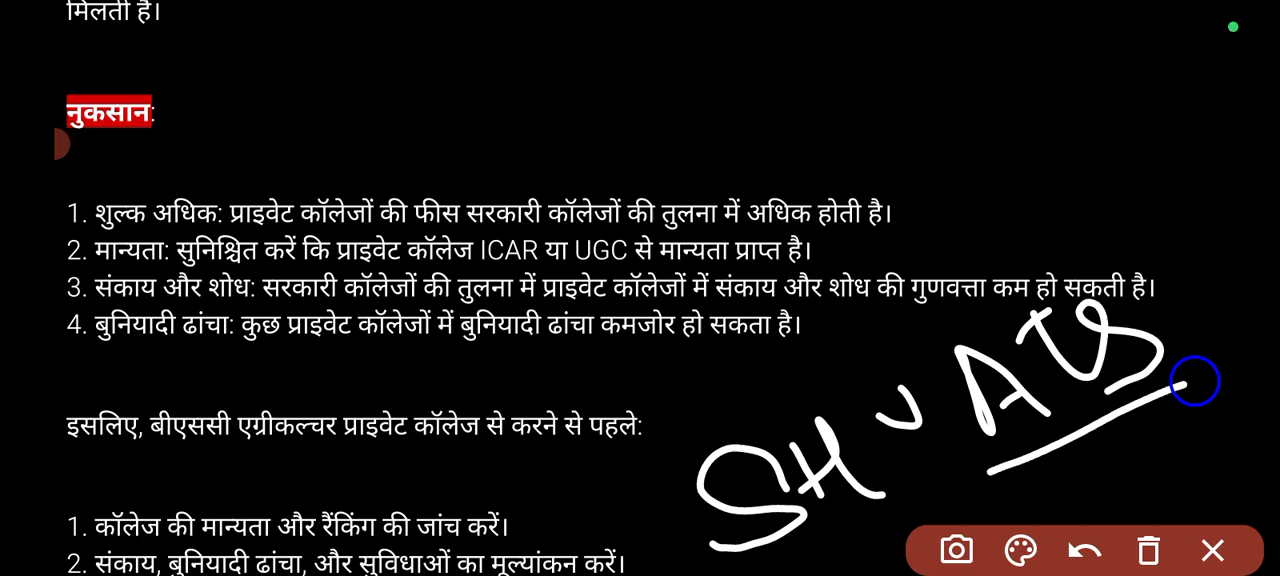 मिलती है।
नुकसान:
1. शुल्क अधिक: प्राइवेट कॉलेजों की फीस सरकारी कॉलेजों की तुलना में अधिक होती है।
2. मान्यता: सुनिश्चित करें कि प्राइवेट कॉलेज ICAR या UGC से मान्यता प्राप्त है।
3. संकाय और शोध: सरकारी कॉलेजों की तुलना में प्राइवेट कॉलेजों में संकाय और शोध की गुणवत्ता कम हो सकती है।
4. बुनियादी ढांचा: कुछ प्राइवेट कॉलेजों में बुनियादी ढांचा कमजोर हो सकता है।
इसलिए, बीएससी एग्रीकल्चर प्राइवेट कॉलेज से करने से पहले:
1. कॉलेज की मान्यता और रैंकिंग की जांच करें।
2. संकाय, बुनियादी ढांचा, और सुविधाओं का मूल्यांकन करें।